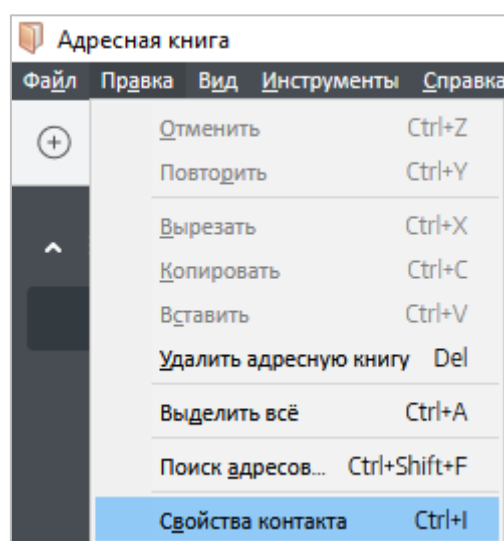 Адресная книга
Файл Правка Вид Инструменты Справка
Отменить Ctrl+Z
Повторить Ctrl+Y
Вырезать Ctrl+X
Копировать Ctrl+C
Вставить Ctrl+V
Удалить адресную книгу Del
Выделить всё Ctrl+A
Поиск адресов... Ctrl+Shift+F
Свойства контакта Ctrl+I